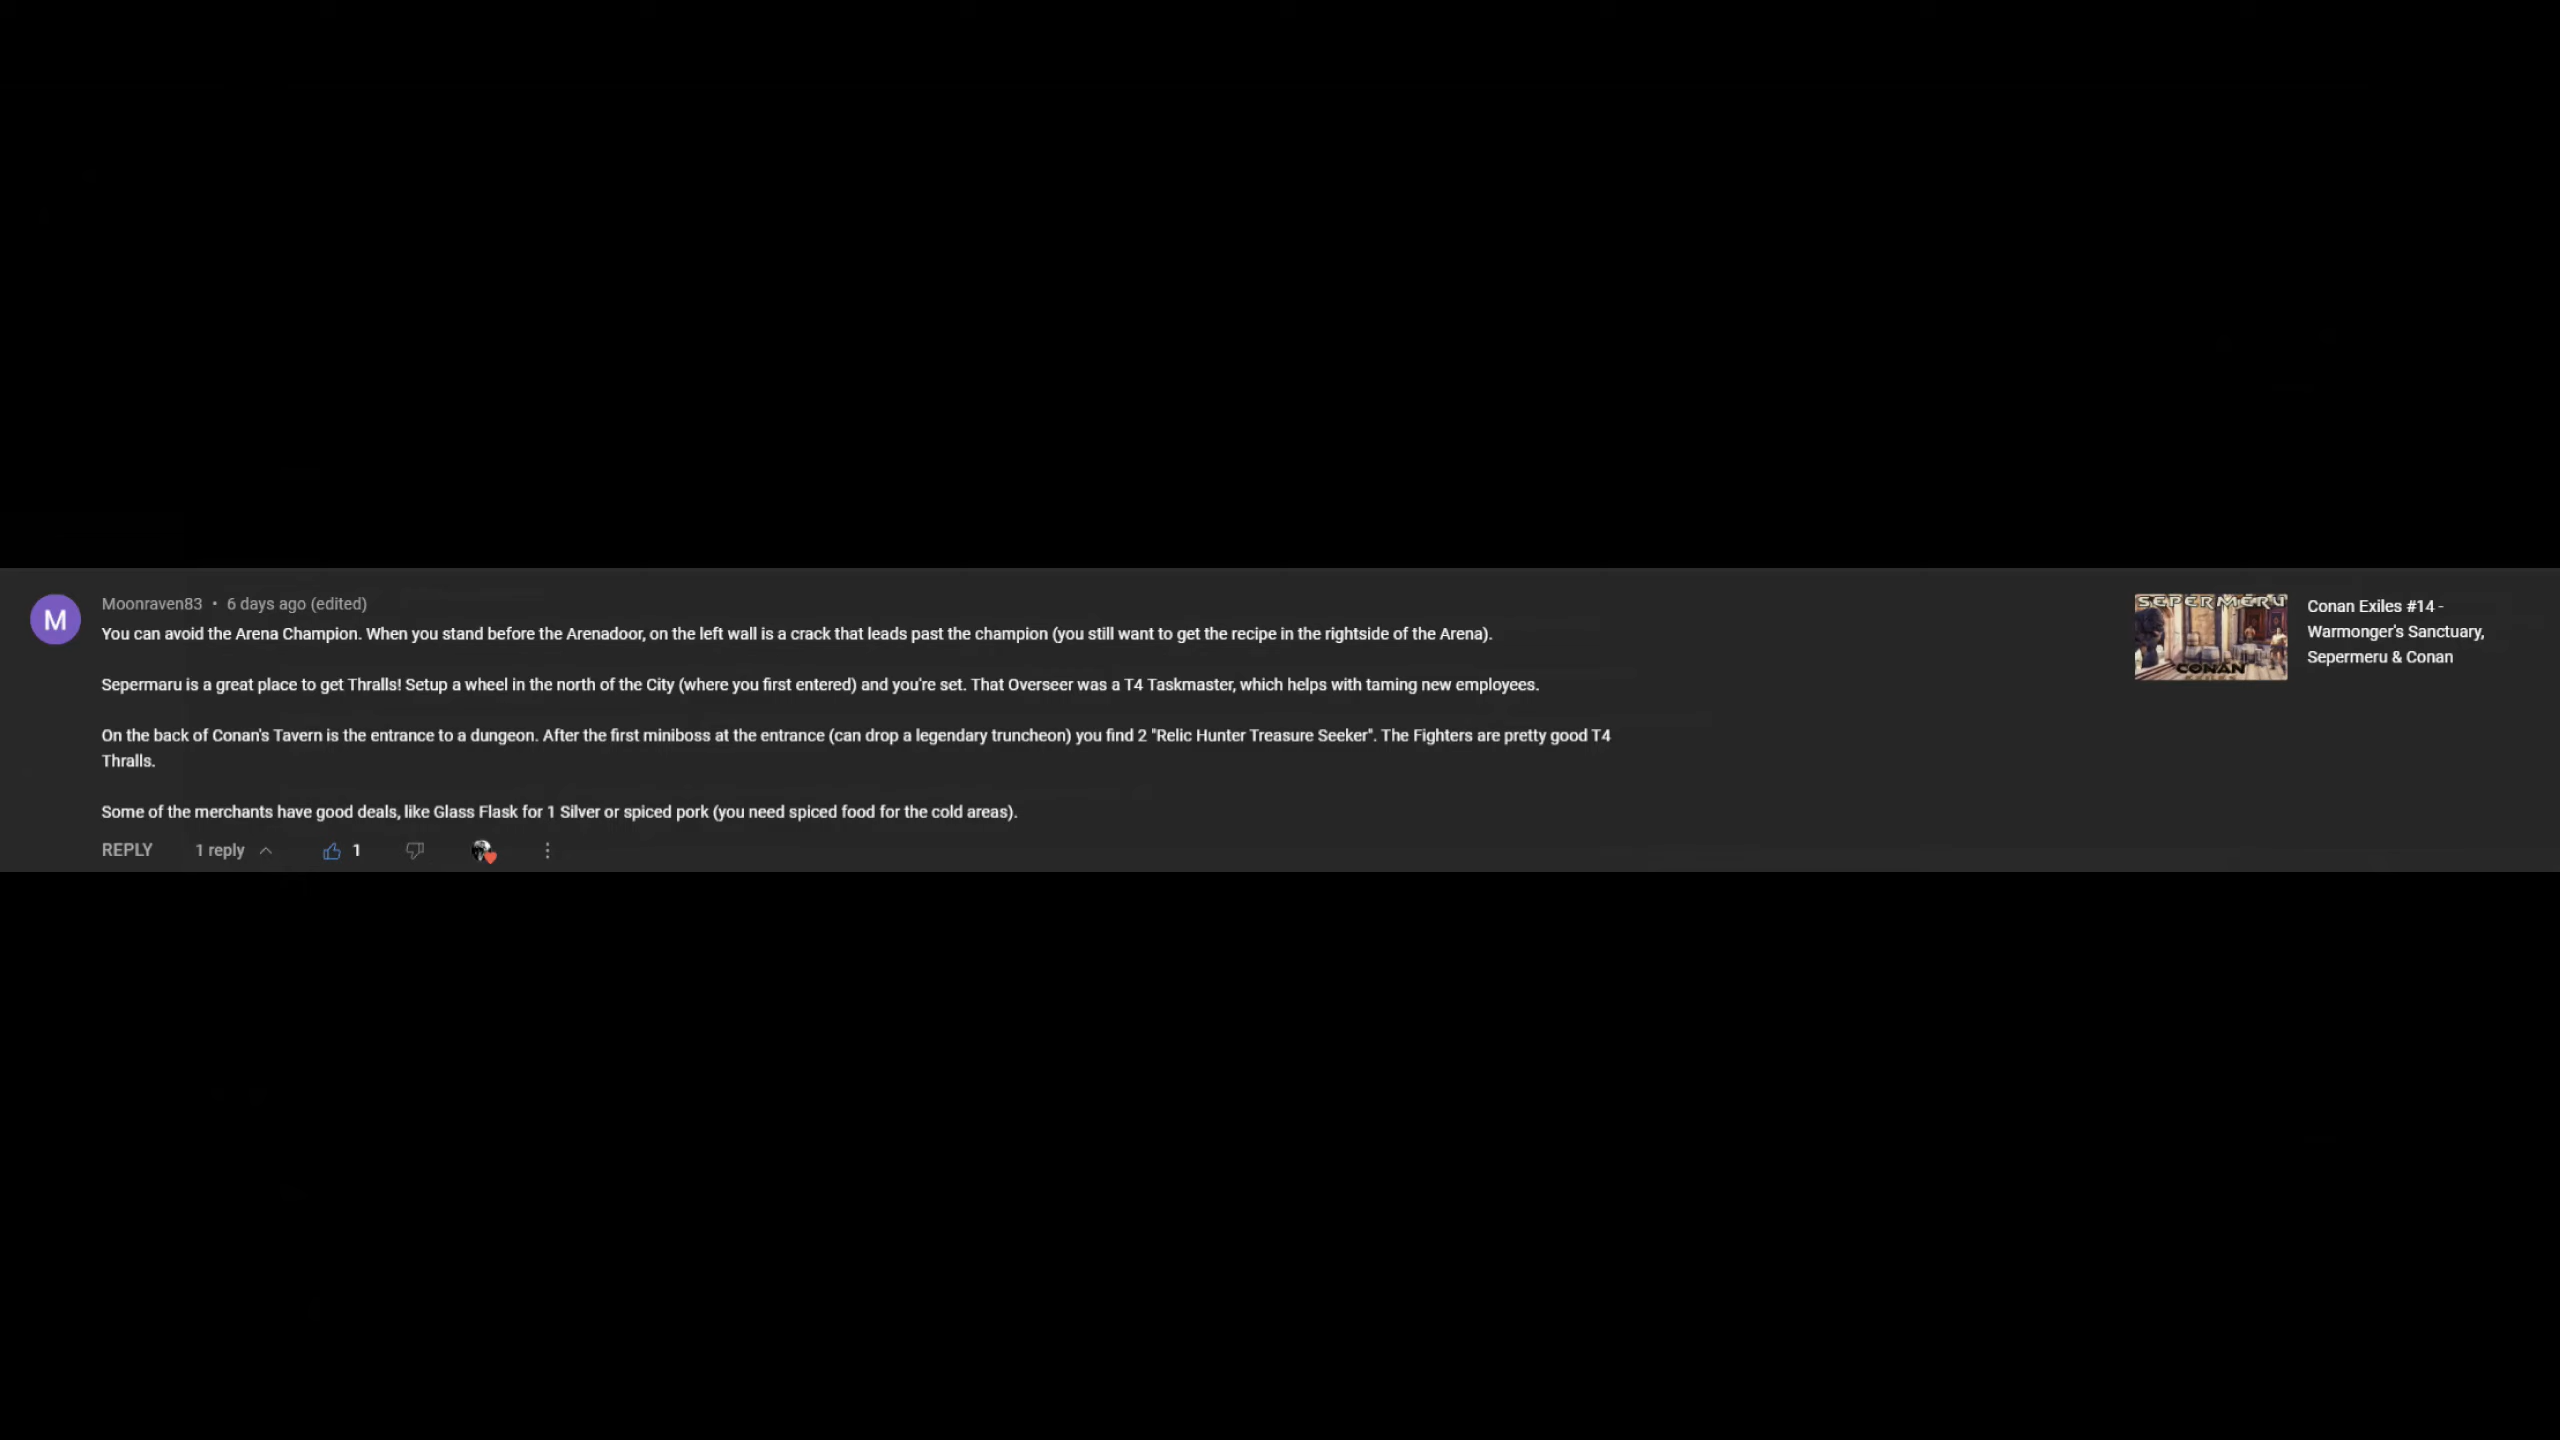 M
Moonraven83 • 6 days ago (edited)
You can avoid the Arena Champion. When you stand before the Arenadoor, on the left wall is a crack that leads past the champion (you still want to get the recipe in the rightside of the Arena).
Sepermaru is a great place to get Thralls! Setup a wheel in the north of the City (where you first entered) and you're set. That Overseer was a T4 Taskmaster, which helps with taming new employees.
On the back of Conan's Tavern is the entrance to a dungeon. After the first miniboss at the entrance (can drop a legendary truncheon) you find 2 "Relic Hunter Treasure Seeker". The Fighters are pretty good T4
Thralls.
Some of the merchants have good deals, like Glass Flask for 1 Silver or spiced pork (you need spiced food for the cold areas).
REPLY 1 reply 1
SEPERMERU
CONAN
Conan Exiles #14 -
Warmonger's Sanctuary,
Sepermeru & Conan